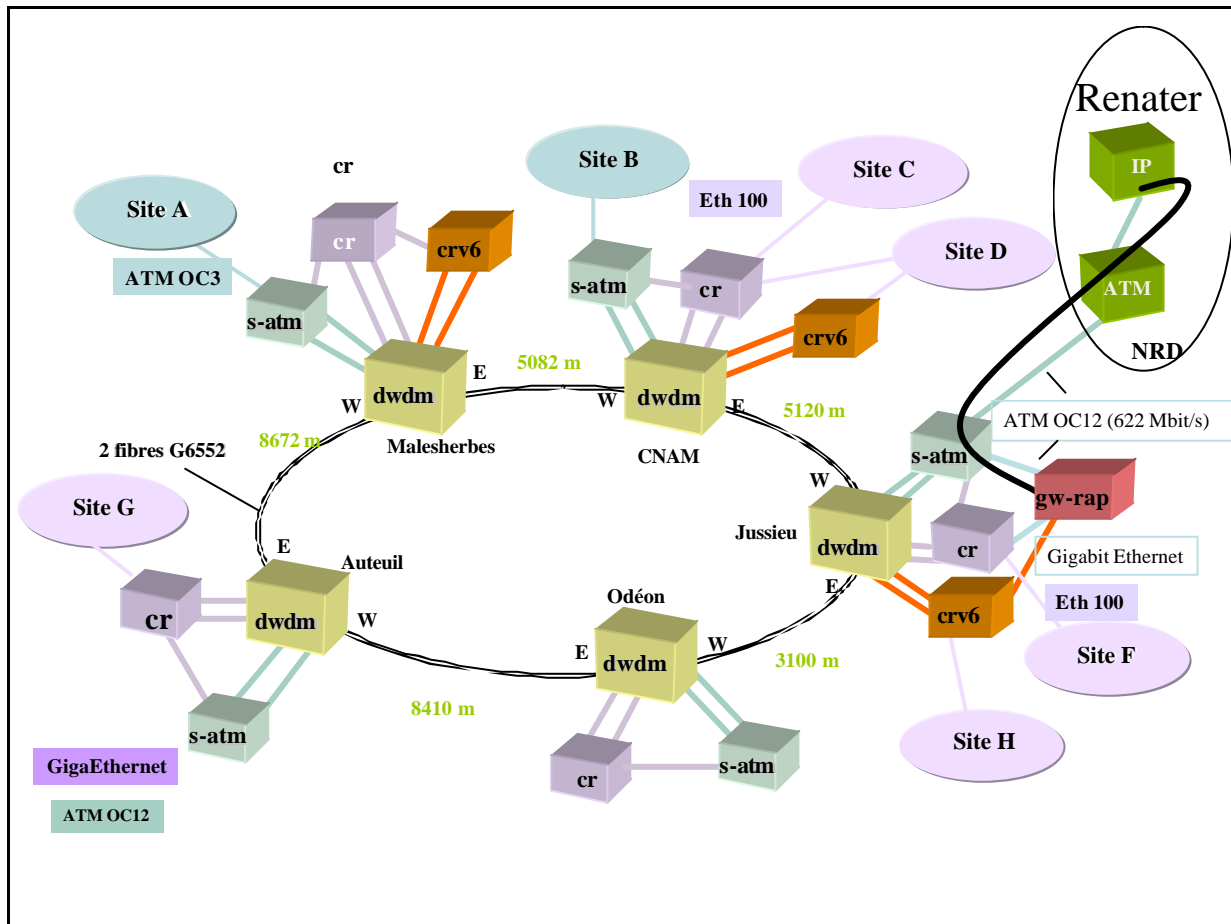 Renater
IP
ATM
NRD
cr
Site A
cr
crv6
ATM OC3
s-atm
Site B
Eth 100
Site C
s-atm
cr
Site D
crv6
E
5082 m
W
dwdm
Malesherbes
W
dwdm
CNAM
E
5120 m
ATM OC12 (622 Mbit/s)
s-atm
gw-rap
8672 m
2 fibres G6552
Site G
E
Auteuil
cr
dwdm
W
W
Jussieu
dwdm
cr
Gigabit Ethernet
E
crv6
Eth 100
Site F
Odéon
E
dwdm
W
3100 m
8410 m
s-atm
GigaEthernet
ATM OC12
cr
s-atm
Site H